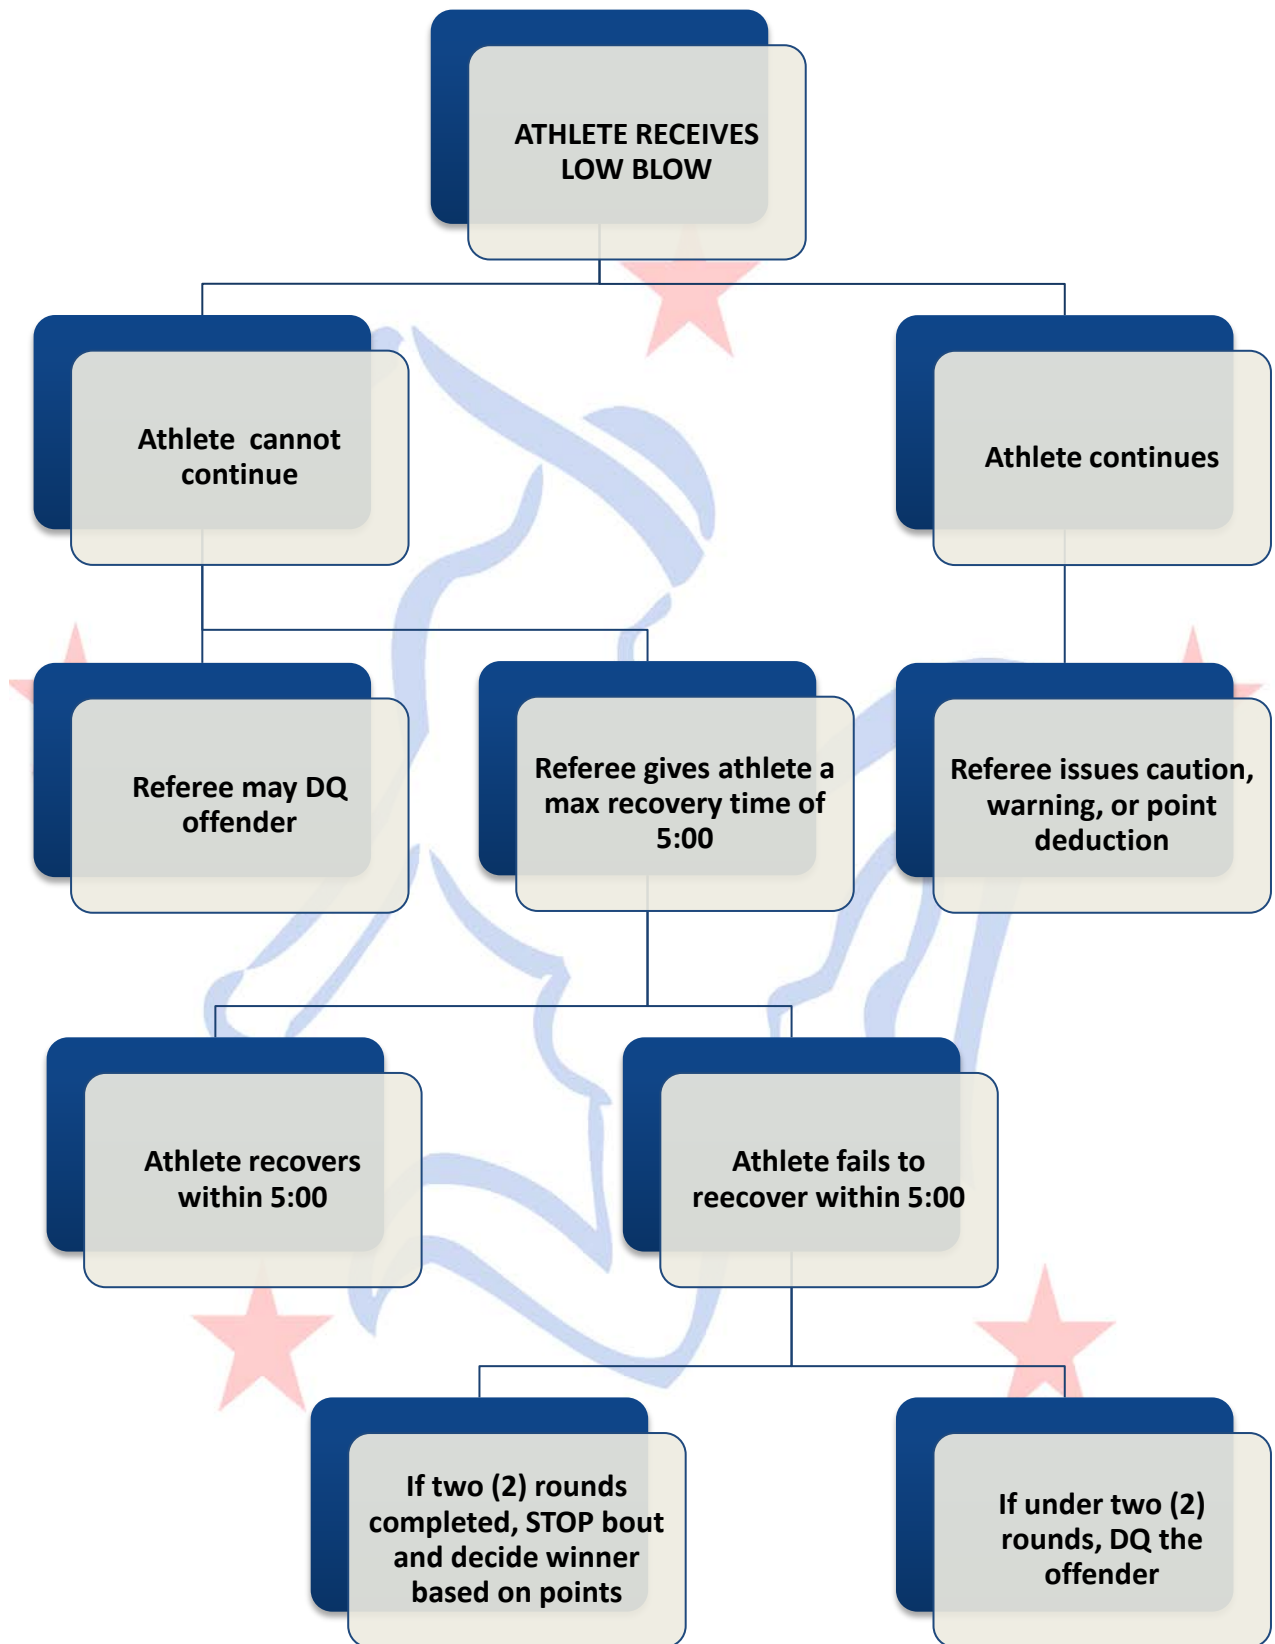 ATHLETE RECEIVES
LOW BLOW
Athlete cannot
continue
Athlete continues
Referee may DQ
offender
Referee gives athlete a
max recovery time of
5:00
Referee issues caution,
warning, or point
deduction
Athlete recovers
within 5:00
Athlete fails to
reecover within 5:00
If two (2) rounds
completed, STOP bout
and decide winner
based on points
If under two (2)
rounds, DQ the
offender